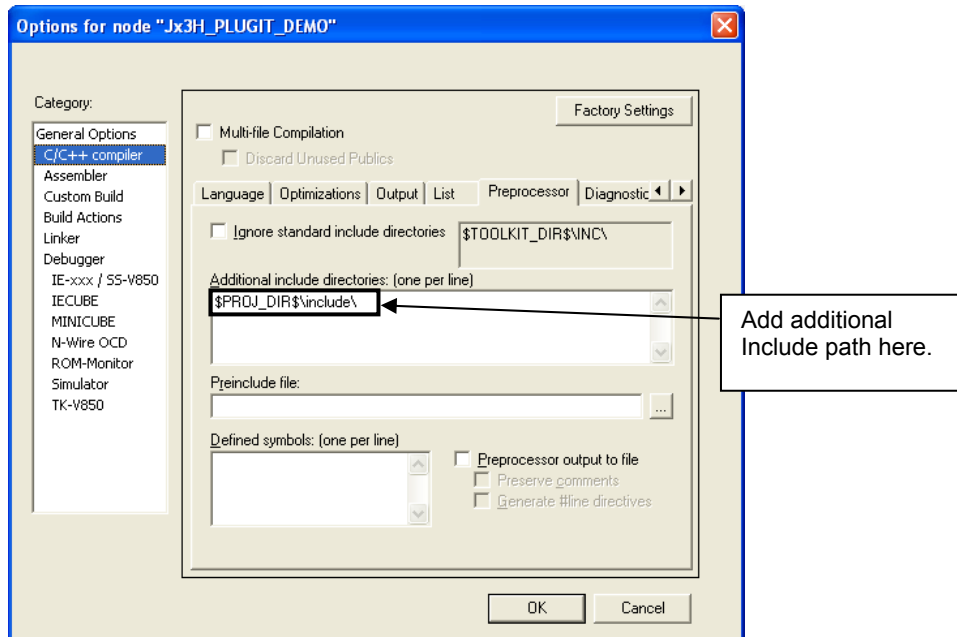 Options for node "Jx3H_PLUGIT_DEMO"
Category:
General Options
C/C++ compiler
Assembler
Custom Build
Build Actions
Linker
Debugger
IE-xxx / SS-V850
IECUBE
MINICUBE
N-Wire OCD
ROM-Monitor
Simulator
TK-V850
Factory Settings
Multi-file Compilation
Discard Unused Publics
Language Optimizations Output List Preprocessor Diagnostic
Ignore standard include directories $TOOLKIT_DIR$\INC\
Additional include directories: (one per line)
$PROJ_DIR$\include\
Preinclude file:
...
Defined symbols: (one per line)
Preprocessor output to file
Preserve comments
Generate #line directives
OK Cancel
Add additional
Include path here.